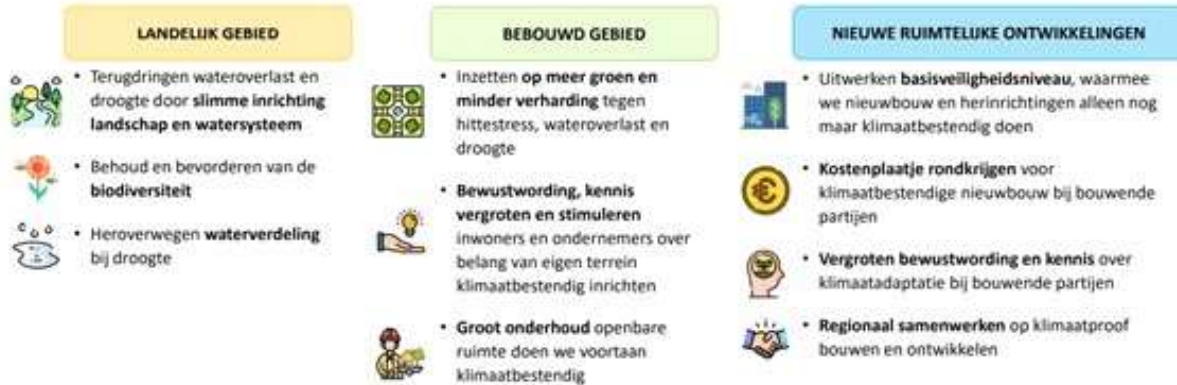 LANDELIJK GEBIED
• Terugdringen wateroverlast en
droogte door slimme inrichting
landschap en watersysteem
• Behoud en bevorderen van de
biodiversiteit
• Heroverwegen waterverdeling
bij droogte
BEBOUWD GEBIED
• Inzetten op meer groen en
minder verharding tegen
hittestress, wateroverlast en
droogte
• Bewustwording, kennis
vergroten en stimuleren
inwoners en ondernemers over
belang van eigen terrein
klimaatbestendig inrichten
• Groot onderhoud openbare
ruimte doen we voortaan
klimaatbestendig
NIEUWE RUIMTELIJKE ONTWIKKELINGEN
• Uitwerken basisveiligheidsniveau, waarmee
we nieuwbouw en herinrichtingen alleen nog
maar klimaatbestendig doen
• Kostenplaatje rondkrijgen voor
klimaatbestendige nieuwbouw bij bouwende
partijen
• Vergroten bewustwording en kennis over
klimaatadaptatie bij bouwende partijen
• Regionaal samenwerken op klimaatproof
bouwen en ontwikkelen